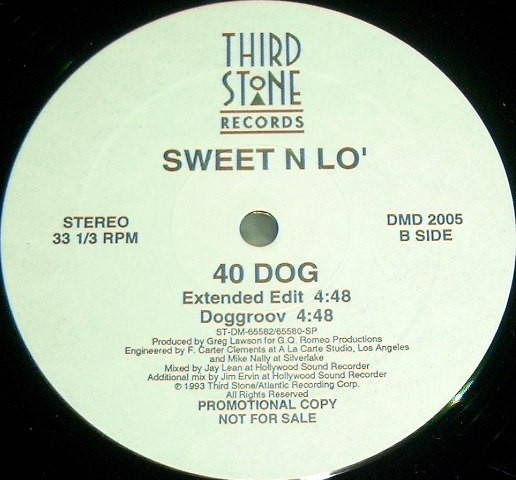 THIRD
STONE
RECORDS
SWEET N LO'
STEREO
33 1/3 RPM
DMD 2005
B SIDE
40 DOG
Extended Edit 4:48
Doggroov 4:48
ST-DM-65582/65580-SP
Produced by Greg Lawson for G.Q. Romeo Productions
Engineered by F. Carter Clements at A La Carte Studio, Los Angeles
and Mike Nally at Silverlake
Mixed by Jay Lean at Hollywood Sound Recorder
Additional mix by Jim Ervin at Hollywood Sound Recorder
℗ 1993 Third Stone/Atlantic Recording Corp.
All Rights Reserved
PROMOTIONAL COPY
NOT FOR SALE